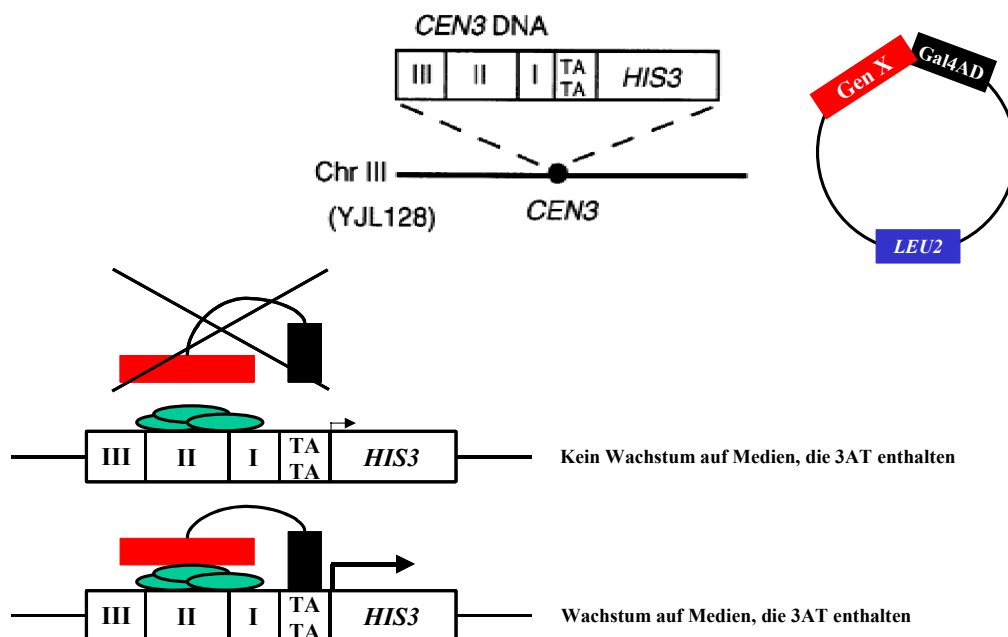 CEN3 DNA
III II I TA TA HIS3
Chr III
(YJL128)
CEN3
Gen X
Gal4AD
LEU2
III II I TA TA HIS3
Kein Wachstum auf Medien, die 3AT enthalten
III II I TA TA HIS3
Wachstum auf Medien, die 3AT enthalten